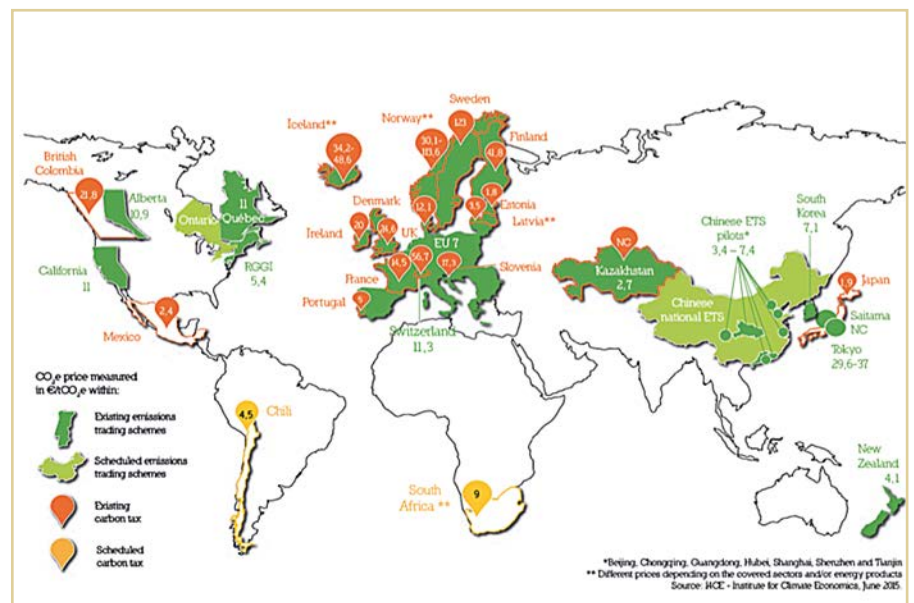 Sweden
123
Iceland**
Norway**
34,2-
48,6
30,1-
113,6
Finland
41,8
British
Colombia
21,8
Alberta
10,9
Ontario
11
Québec
Denmark
12,1
1,8
Estonia
3,5
Latvia**
Ireland
20
24,6
UK
EU 7
South
Korea
7,1
Chinese ETS
pilots*
3,4 – 7,4
California
11
RGGI
5,4
France
14,5
56,7
17,3
Slovenia
NC
Kazakhstan
2,7
1,9
Japan
Portugal
5
Switzerland
11,3
Chinese
national ETS
Saitama
NC
Tokyo
29,6-37
2,4
Mexico
CO₂e price measured
in €/tCO₂e within:
Existing emissions
trading schemes
Scheduled emissions
trading schemes
Existing
carbon tax
Scheduled
carbon tax
4,5
Chili
South
Africa **
9
New
Zealand
4,1
*Beijing, Chongqing, Guangdong, Hubei, Shanghai, Shenzhen and Tianjin
** Different prices depending on the covered sectors and/or energy products
Source: I4CE - Institute for Climate Economics, June 2015.